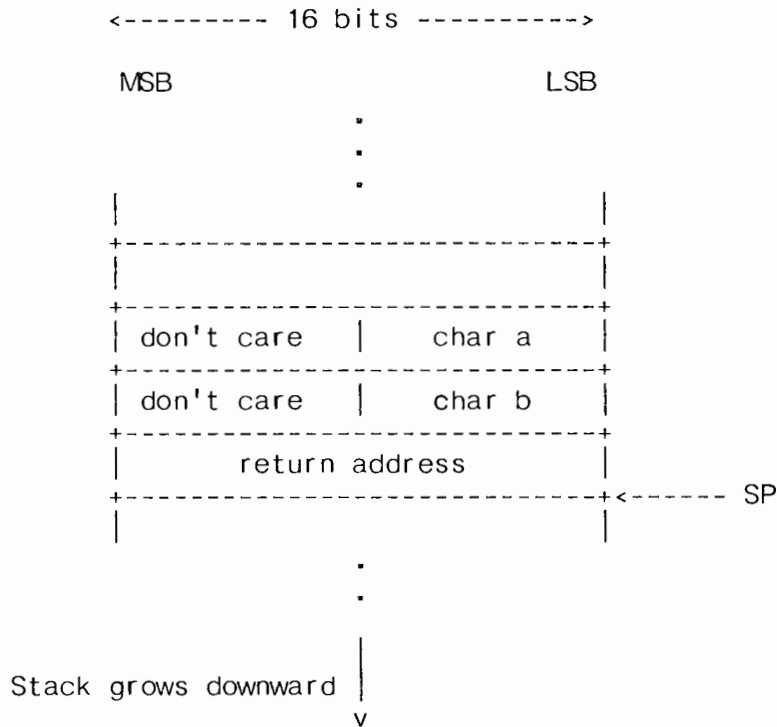 <--------- 16 bits ---------->
MSB LSB
.
.
.
| |
+-----------------------------+
| |
+-----------------------------+
| don't care | char a |
+-----------------------------+
| don't care | char b |
+-----------------------------+
| return address |
+-----------------------------+<------ SP
| |
.
.
|
Stack grows downward |
v